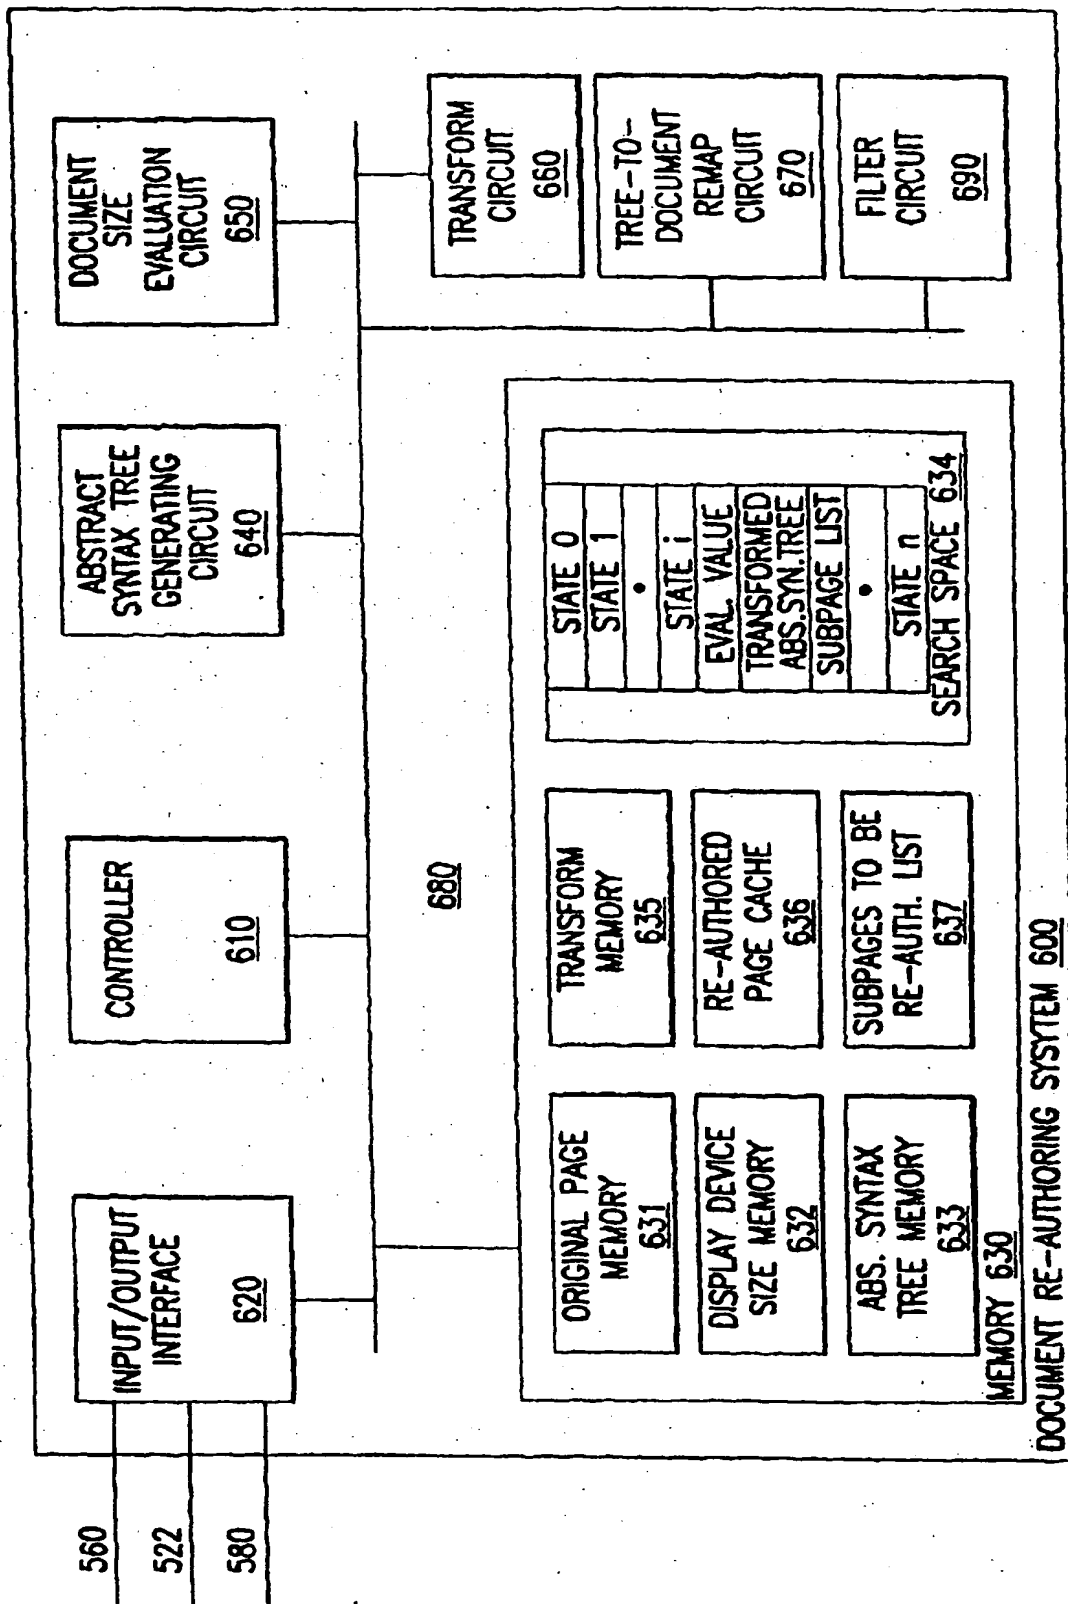 560
522
580
INPUT/OUTPUT
INTERFACE
620
CONTROLLER
610
ABSTRACT
SYNTAX TREE
GENERATING
CIRCUIT
640
DOCUMENT
SIZE
EVALUATION
CIRCUIT
650
680
TRANSFORM
CIRCUIT
660
TREE-TO-
DOCUMENT
REMAP
CIRCUIT
670
FILTER
CIRCUIT
690
ORIGINAL PAGE
MEMORY
631
DISPLAY DEVICE
SIZE MEMORY
632
ABS. SYNTAX
TREE MEMORY
633
TRANSFORM
MEMORY
635
RE-AUTHORED
PAGE CACHE
636
SUBPAGES TO BE
RE-AUTH. LIST
637
STATE 0
STATE 1
•
STATE i
EVAL VALUE
TRANSFORMED
ABS.SYN.TREE
SUBPAGE LIST
•
STATE n
SEARCH SPACE 634
MEMORY 630
DOCUMENT RE-AUTHORING SYSYTEM 600